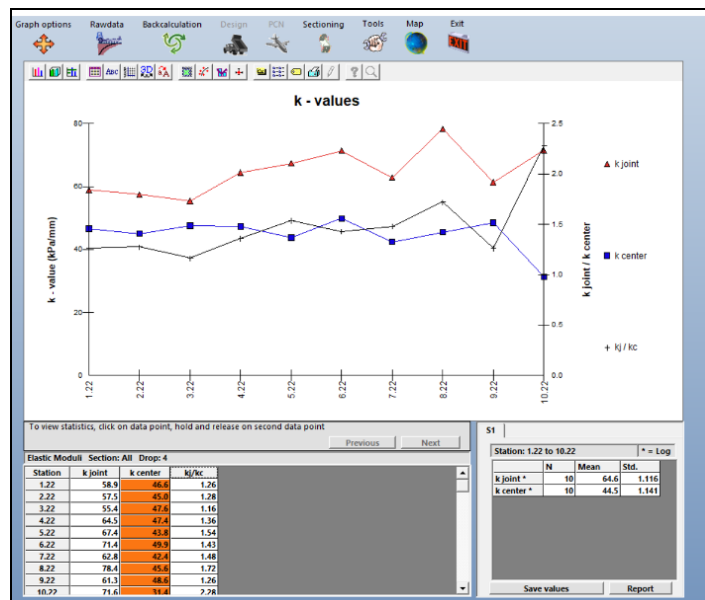 Graph options Rawdata Backcalculation Design PCN Sectioning Tools Map Exit
EXIT
ABC 3D
k - values
80 2.5
2.0
60
1.5
40
1.0
20
0.5
0 0.0
k - value (kPa/mm)
k joint / k center
k joint
k center
kj / kc
1.22 2.22 3.22 4.22 5.22 6.22 7.22 8.22 9.22 10.22
To view statistics, click on data point, hold and release on second data point
Previous Next
Elastic Moduli Section: All Drop: 4
Station k joint k center kj/kc
1.22 58.9 46.6 1.26
2.22 57.5 45.0 1.28
3.22 55.4 47.6 1.16
4.22 64.5 47.4 1.36
5.22 67.4 43.8 1.54
6.22 71.4 49.9 1.43
7.22 62.8 42.4 1.48
8.22 78.4 45.6 1.72
9.22 61.3 48.6 1.26
10.22 71.6 31.4 2.28
S1
Station: 1.22 to 10.22 * = Log
N Mean Std.
k joint * 10 64.6 1.116
k center * 10 44.5 1.141
Save values Report